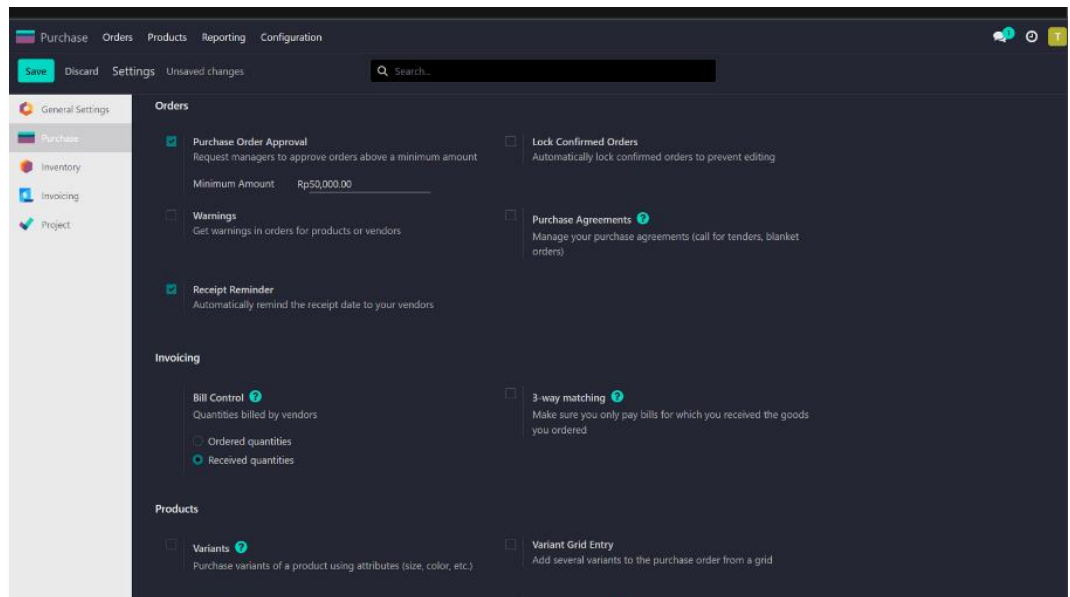 Purchase Orders Products Reporting Configuration
1
T
Save Discard Settings Unsaved changes
Search...
General Settings
Purchase
Inventory
Invoicing
Project
Orders
Purchase Order Approval
Request managers to approve orders above a minimum amount
Minimum Amount Rp50,000.00
Lock Confirmed Orders
Automatically lock confirmed orders to prevent editing
Warnings
Get warnings in orders for products or vendors
Purchase Agreements ?
Manage your purchase agreements (call for tenders, blanket
orders)
Receipt Reminder
Automatically remind the receipt date to your vendors
Invoicing
Bill Control ?
Quantities billed by vendors
Ordered quantities
Received quantities
3-way matching ?
Make sure you only pay bills for which you received the goods
you ordered
Products
Variants ?
Purchase variants of a product using attributes (size, color, etc.)
Variant Grid Entry
Add several variants to the purchase order from a grid